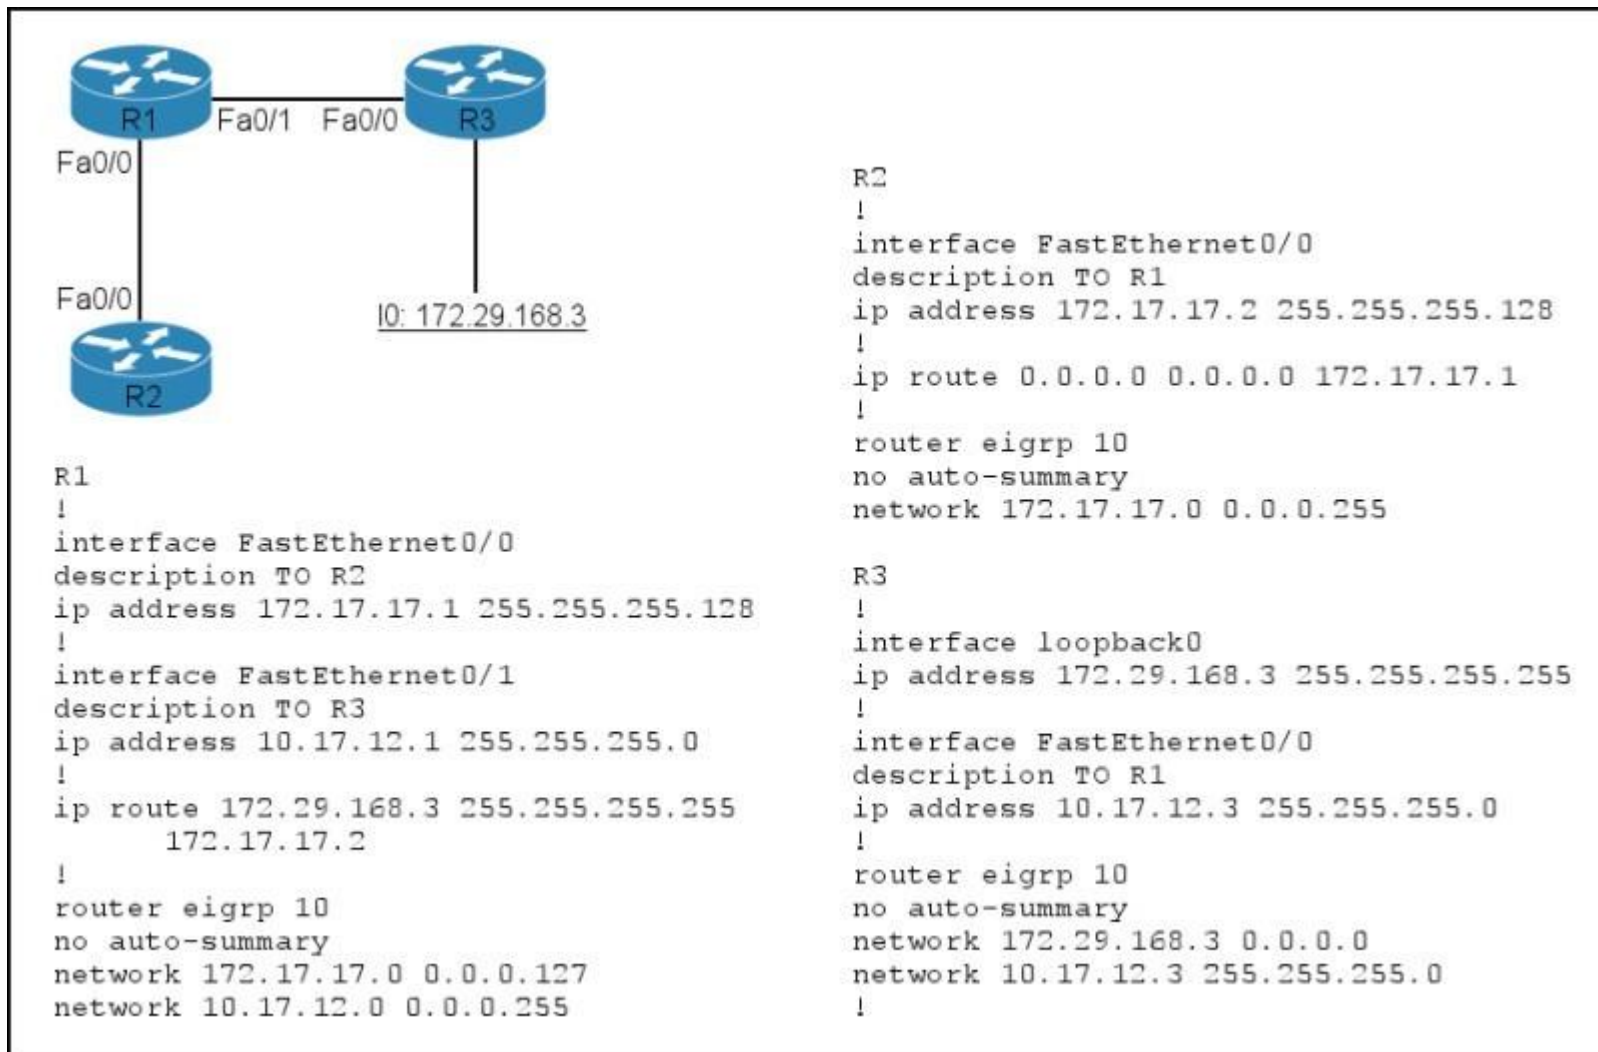 R1
Fa0/1
Fa0/0
R3
Fa0/0
Fa0/0
l0: 172.29.168.3
R2
R1
!
interface FastEthernet0/0
description TO R2
ip address 172.17.17.1 255.255.255.128
!
interface FastEthernet0/1
description TO R3
ip address 10.17.12.1 255.255.255.0
!
ip route 172.29.168.3 255.255.255.255
172.17.17.2
!
router eigrp 10
no auto-summary
network 172.17.17.0 0.0.0.127
network 10.17.12.0 0.0.0.255
R2
!
interface FastEthernet0/0
description TO R1
ip address 172.17.17.2 255.255.255.128
!
ip route 0.0.0.0 0.0.0.0 172.17.17.1
!
router eigrp 10
no auto-summary
network 172.17.17.0 0.0.0.255
R3
!
interface loopback0
ip address 172.29.168.3 255.255.255.255
!
interface FastEthernet0/0
description TO R1
ip address 10.17.12.3 255.255.255.0
!
router eigrp 10
no auto-summary
network 172.29.168.3 0.0.0.0
network 10.17.12.3 255.255.255.0
!